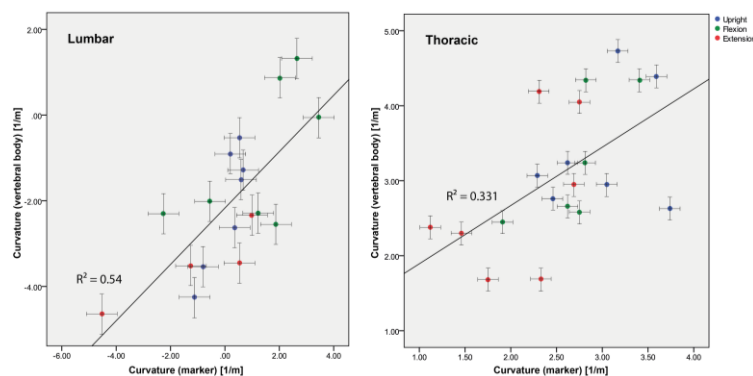 Lumbar
Curvature (vertebral body) [1/m]
2.00
.00
-2.00
-4.00
R² = 0.54
-6.00 -4.00 -2.00 .00 2.00 4.00
Curvature (marker) [1/m]
Thoracic
Curvature (vertebral body) [1/m]
5.00
4.00
3.00
2.00
1.00
R² = 0.331
1.00 1.50 2.00 2.50 3.00 3.50 4.00
Curvature (marker) [1/m]
Upright
Flexion
Extension